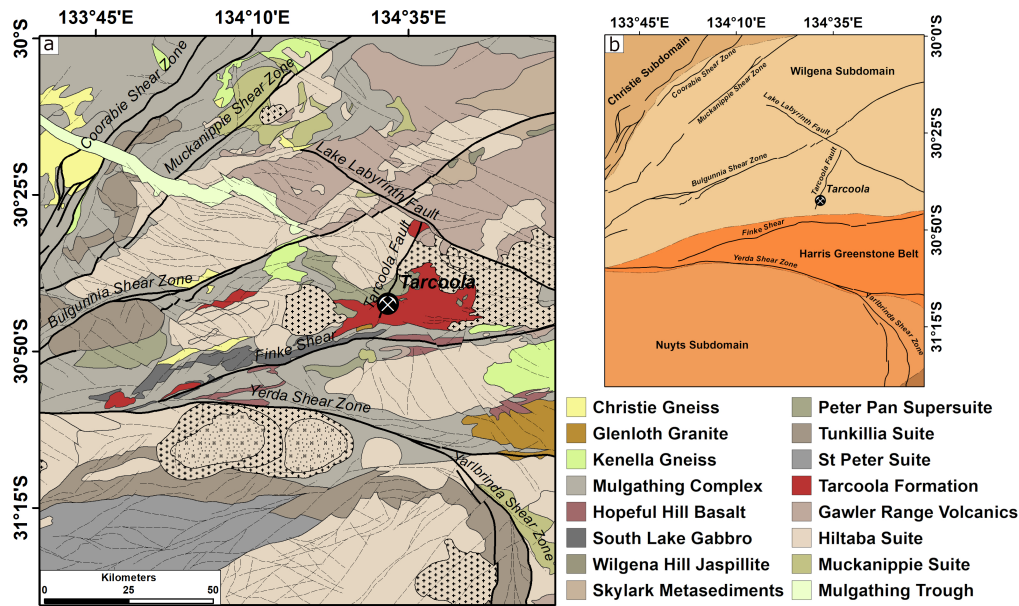 133°45'E 134°10'E 134°35'E
a
30°S
30°25'S
30°50'S
31°15'S
Coorabie Shear Zone
Muckanippie Shear Zone
Lake Labyrinth Fault
Tarcoola Fault
Tarcoola
Bulgunnia Shear Zone
Finke Shear
Yerda Shear Zone
Yarlbrinda Shear Zone
Kilometers
0 25 50
133°45'E 134°10'E 134°35'E
b
30°0'S
30°25'S
30°50'S
31°15'S
Christie Subdomain
Coorabie Shear Zone
Muckanippie Shear Zone
Wilgena Subdomain
Lake Labyrinth Fault
Bulgunnia Shear Zone
Tarcoola Fault
Tarcoola
Finke Shear
Harris Greenstone Belt
Yerda Shear Zone
Yarlbrinda Shear Zone
Nuyts Subdomain
Christie Gneiss
Glenloth Granite
Kenella Gneiss
Mulgathing Complex
Hopeful Hill Basalt
South Lake Gabbro
Wilgena Hill Jaspillite
Skylark Metasediments
Peter Pan Supersuite
Tunkillia Suite
St Peter Suite
Tarcoola Formation
Gawler Range Volcanics
Hiltaba Suite
Muckanippie Suite
Mulgathing Trough